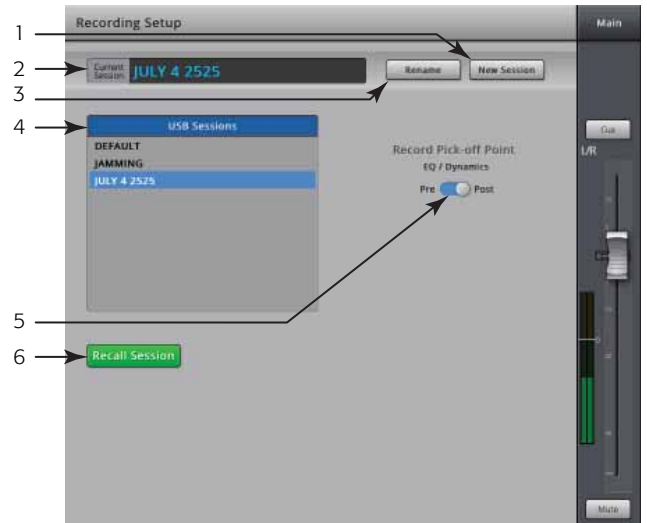 Recording Setup
Main
1
2
3
4
5
6
Current
Session
JULY 4 2525
Rename
New Session
USB Sessions
DEFAULT
JAMMING
JULY 4 2525
Record Pick-off Point
EQ / Dynamics
Pre
Post
Recall Session
Cue
L/R
Mute